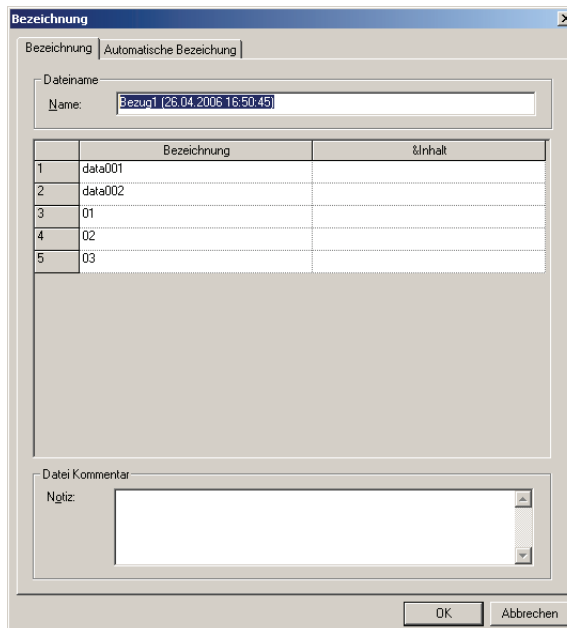 Bezeichnung
Bezeichnung Automatische Bezeichung
Dateiname
Name: Bezug1 (26.04.2006 16:50:45)
Bezeichnung &Inhalt
1 data001
2 data002
3 01
4 02
5 03
Datei Kommentar
Notiz:
OK Abbrechen